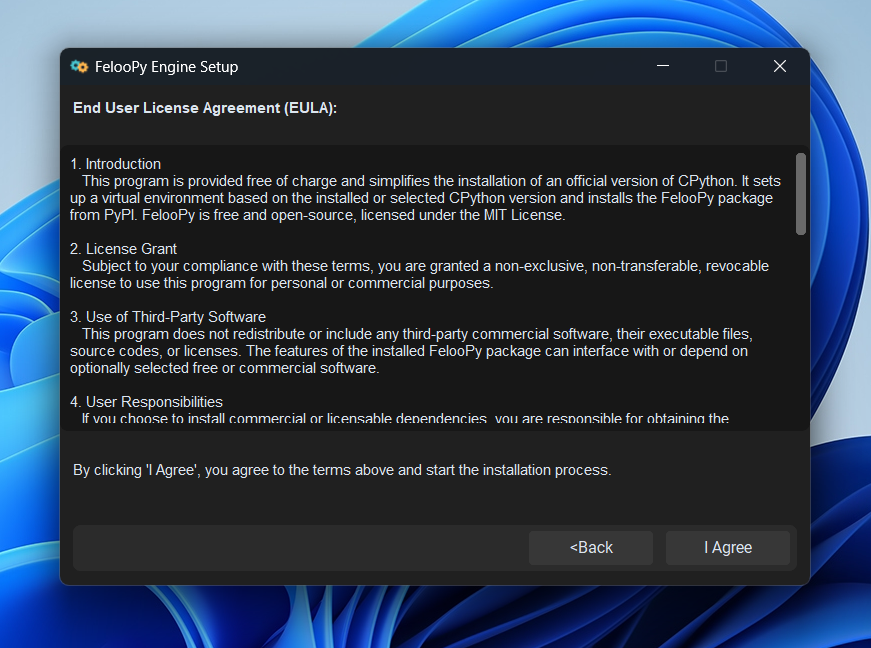 FelooPy Engine Setup
End User License Agreement (EULA):
1. Introduction
This program is provided free of charge and simplifies the installation of an official version of CPython. It sets
up a virtual environment based on the installed or selected CPython version and installs the FelooPy package
from PyPI. FelooPy is free and open-source, licensed under the MIT License.
2. License Grant
Subject to your compliance with these terms, you are granted a non-exclusive, non-transferable, revocable
license to use this program for personal or commercial purposes.
3. Use of Third-Party Software
This program does not redistribute or include any third-party commercial software, their executable files,
source codes, or licenses. The features of the installed FelooPy package can interface with or depend on
optionally selected free or commercial software.
4. User Responsibilities
If you choose to install commercial or licensable dependencies, you are responsible for obtaining the
By clicking 'I Agree', you agree to the terms above and start the installation process.
<Back
I Agree